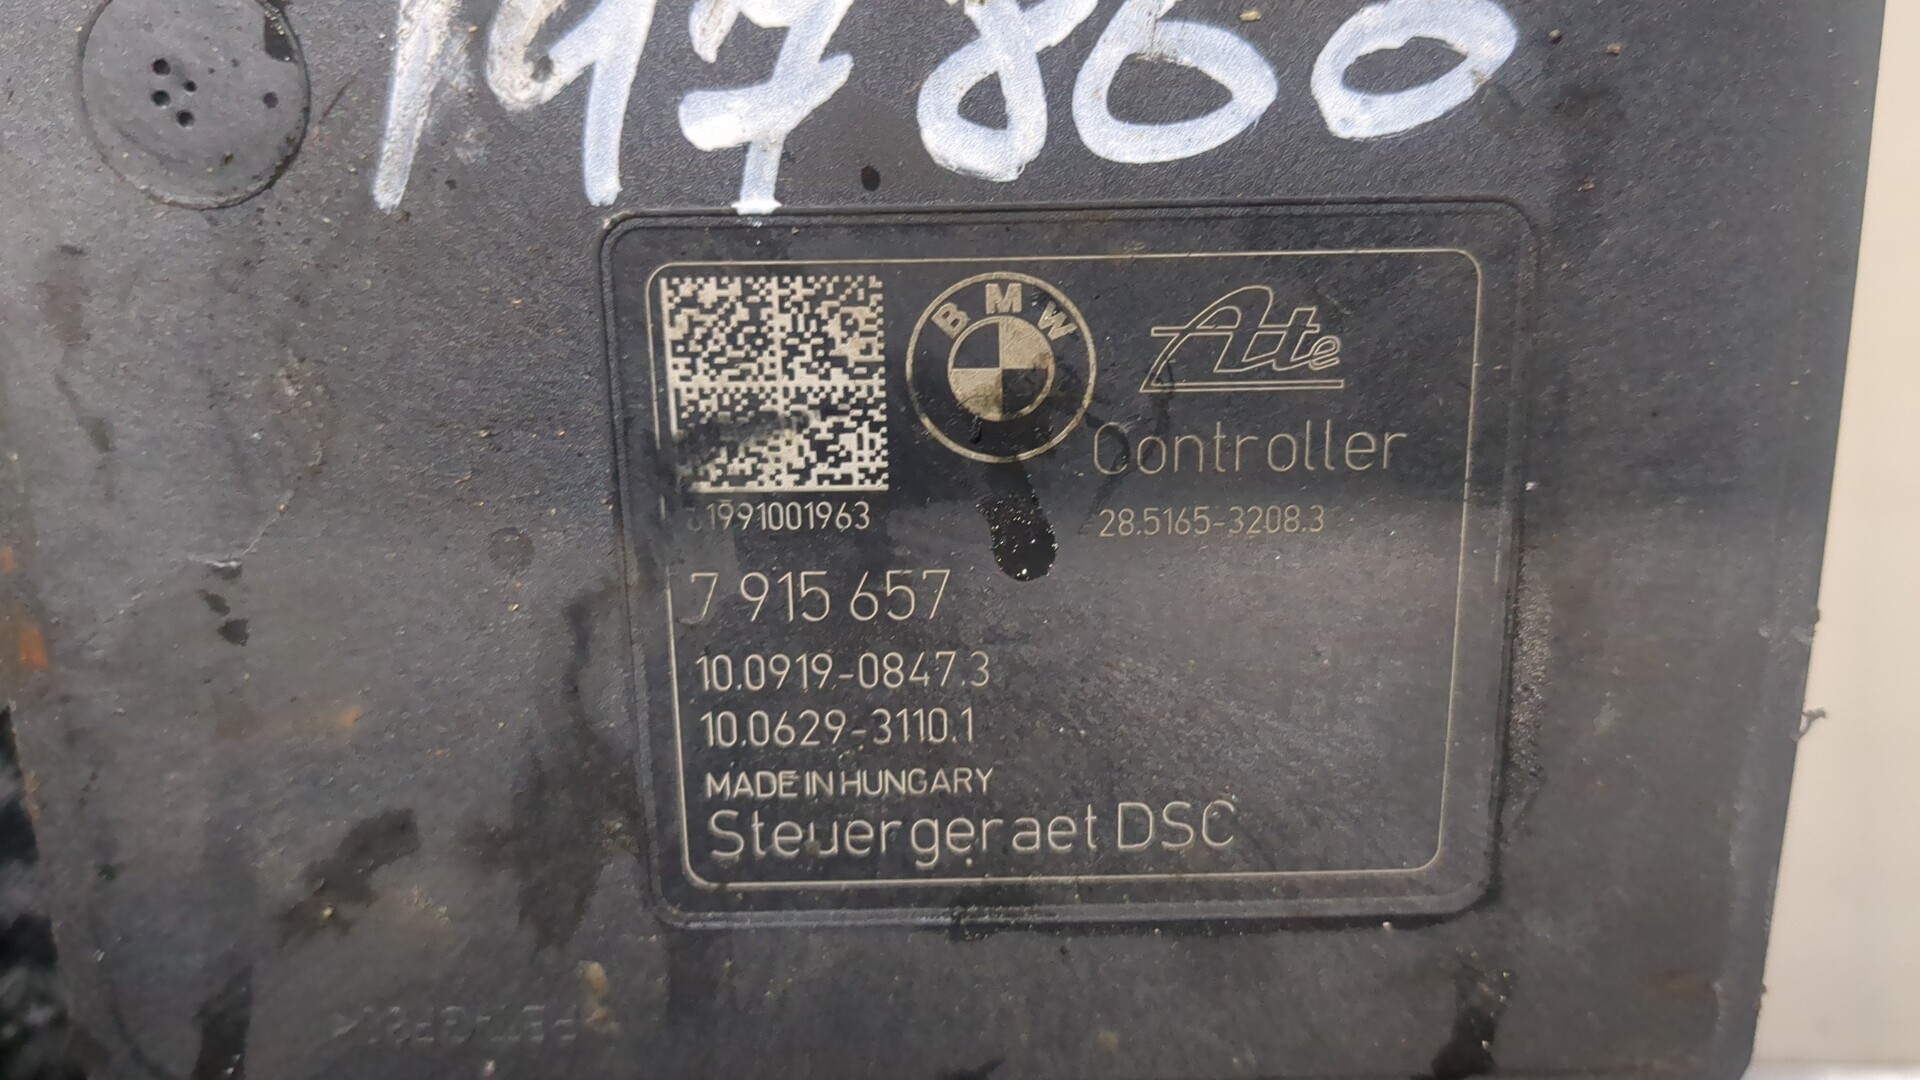 197860
BMW
Ate
Controller
1991001963
28.5165-3208.3
7 915 657
10.0919-0847.3
10.0629-3110.1
MADE IN HUNGARY
Steuergeraet DSC